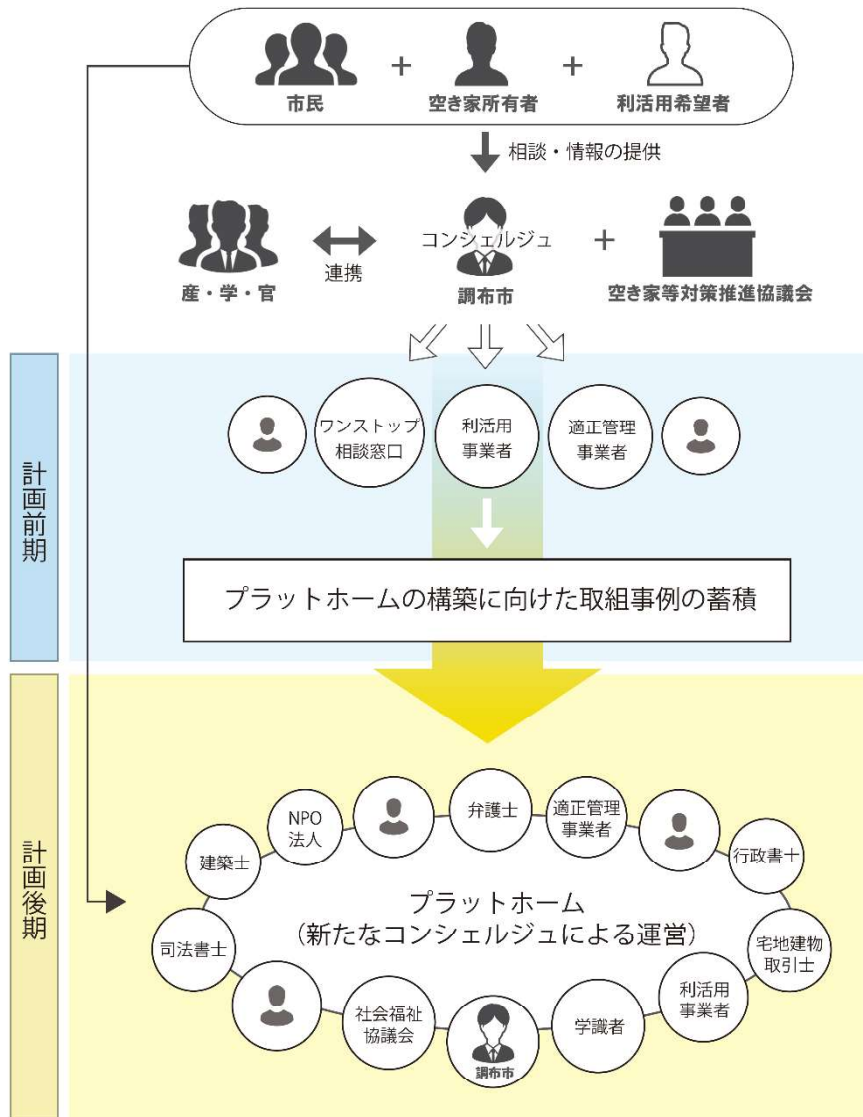 市民
+
空き家所有者
+
利活用希望者
相談・情報の提供
産・学・官
連携
コンシェルジュ
調布市
+
空き家等対策推進協議会
計画前期
ワンストップ
相談窓口
利活用
事業者
適正管理
事業者
プラットホームの構築に向けた取組事例の蓄積
計画後期
NPO
法人
弁護士
適正管理
事業者
建築士
行政書士
プラットホーム
（新たなコンシェルジュによる運営）
司法書士
宅地建物
取引士
社会福祉
協議会
調布市
学識者
利活用
事業者